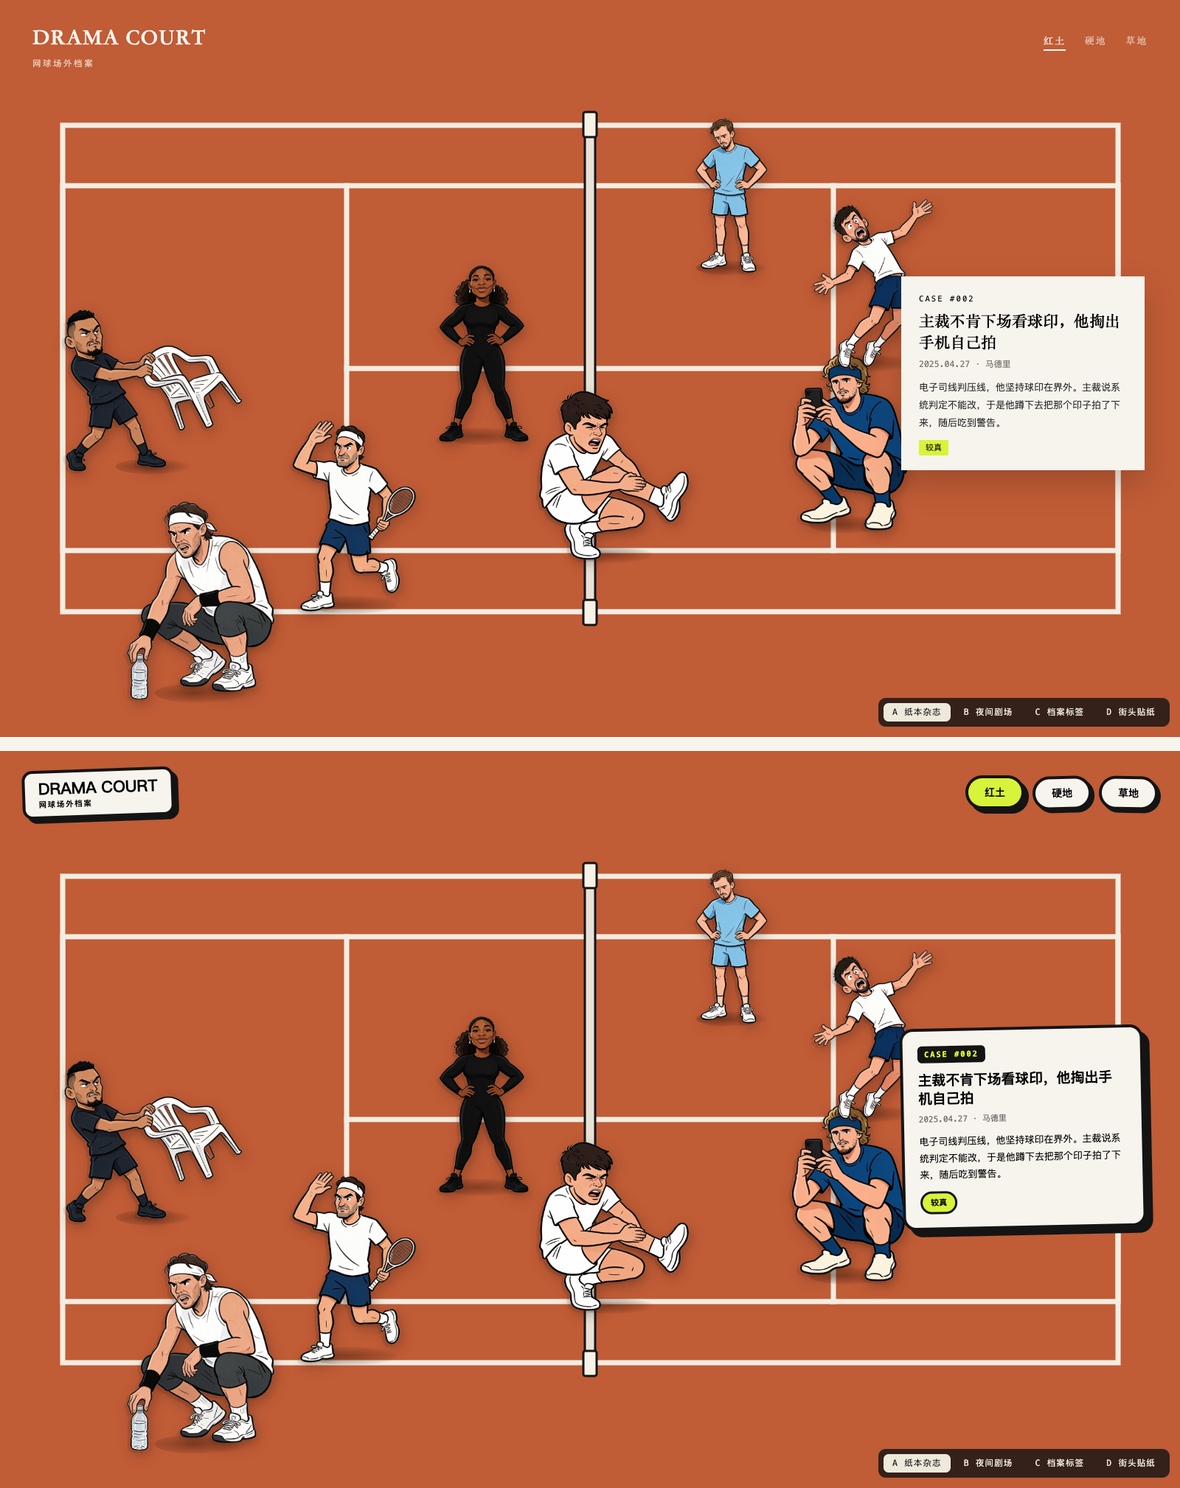 DRAMA COURT
网球场外档案
红土 硬地 草地
CASE #002
主裁不肯下场看球印，他掏出
手机自己拍
2025.04.27 · 马德里
电子司线判压线，他坚持球印在界外。主裁说系
统判定不能改，于是他蹲下去把那个印子拍了下
来，随后吃到警告。
较真
A 纸本杂志 B 夜间剧场 C 档案标签 D 街头贴纸
DRAMA COURT
网球场外档案
红土 硬地 草地
CASE #002
主裁不肯下场看球印，他掏出手
机自己拍
2025.04.27 · 马德里
电子司线判压线，他坚持球印在界外。主裁说系
统判定不能改，于是他蹲下去把那个印子拍了下
来，随后吃到警告。
较真
A 纸本杂志 B 夜间剧场 C 档案标签 D 街头贴纸